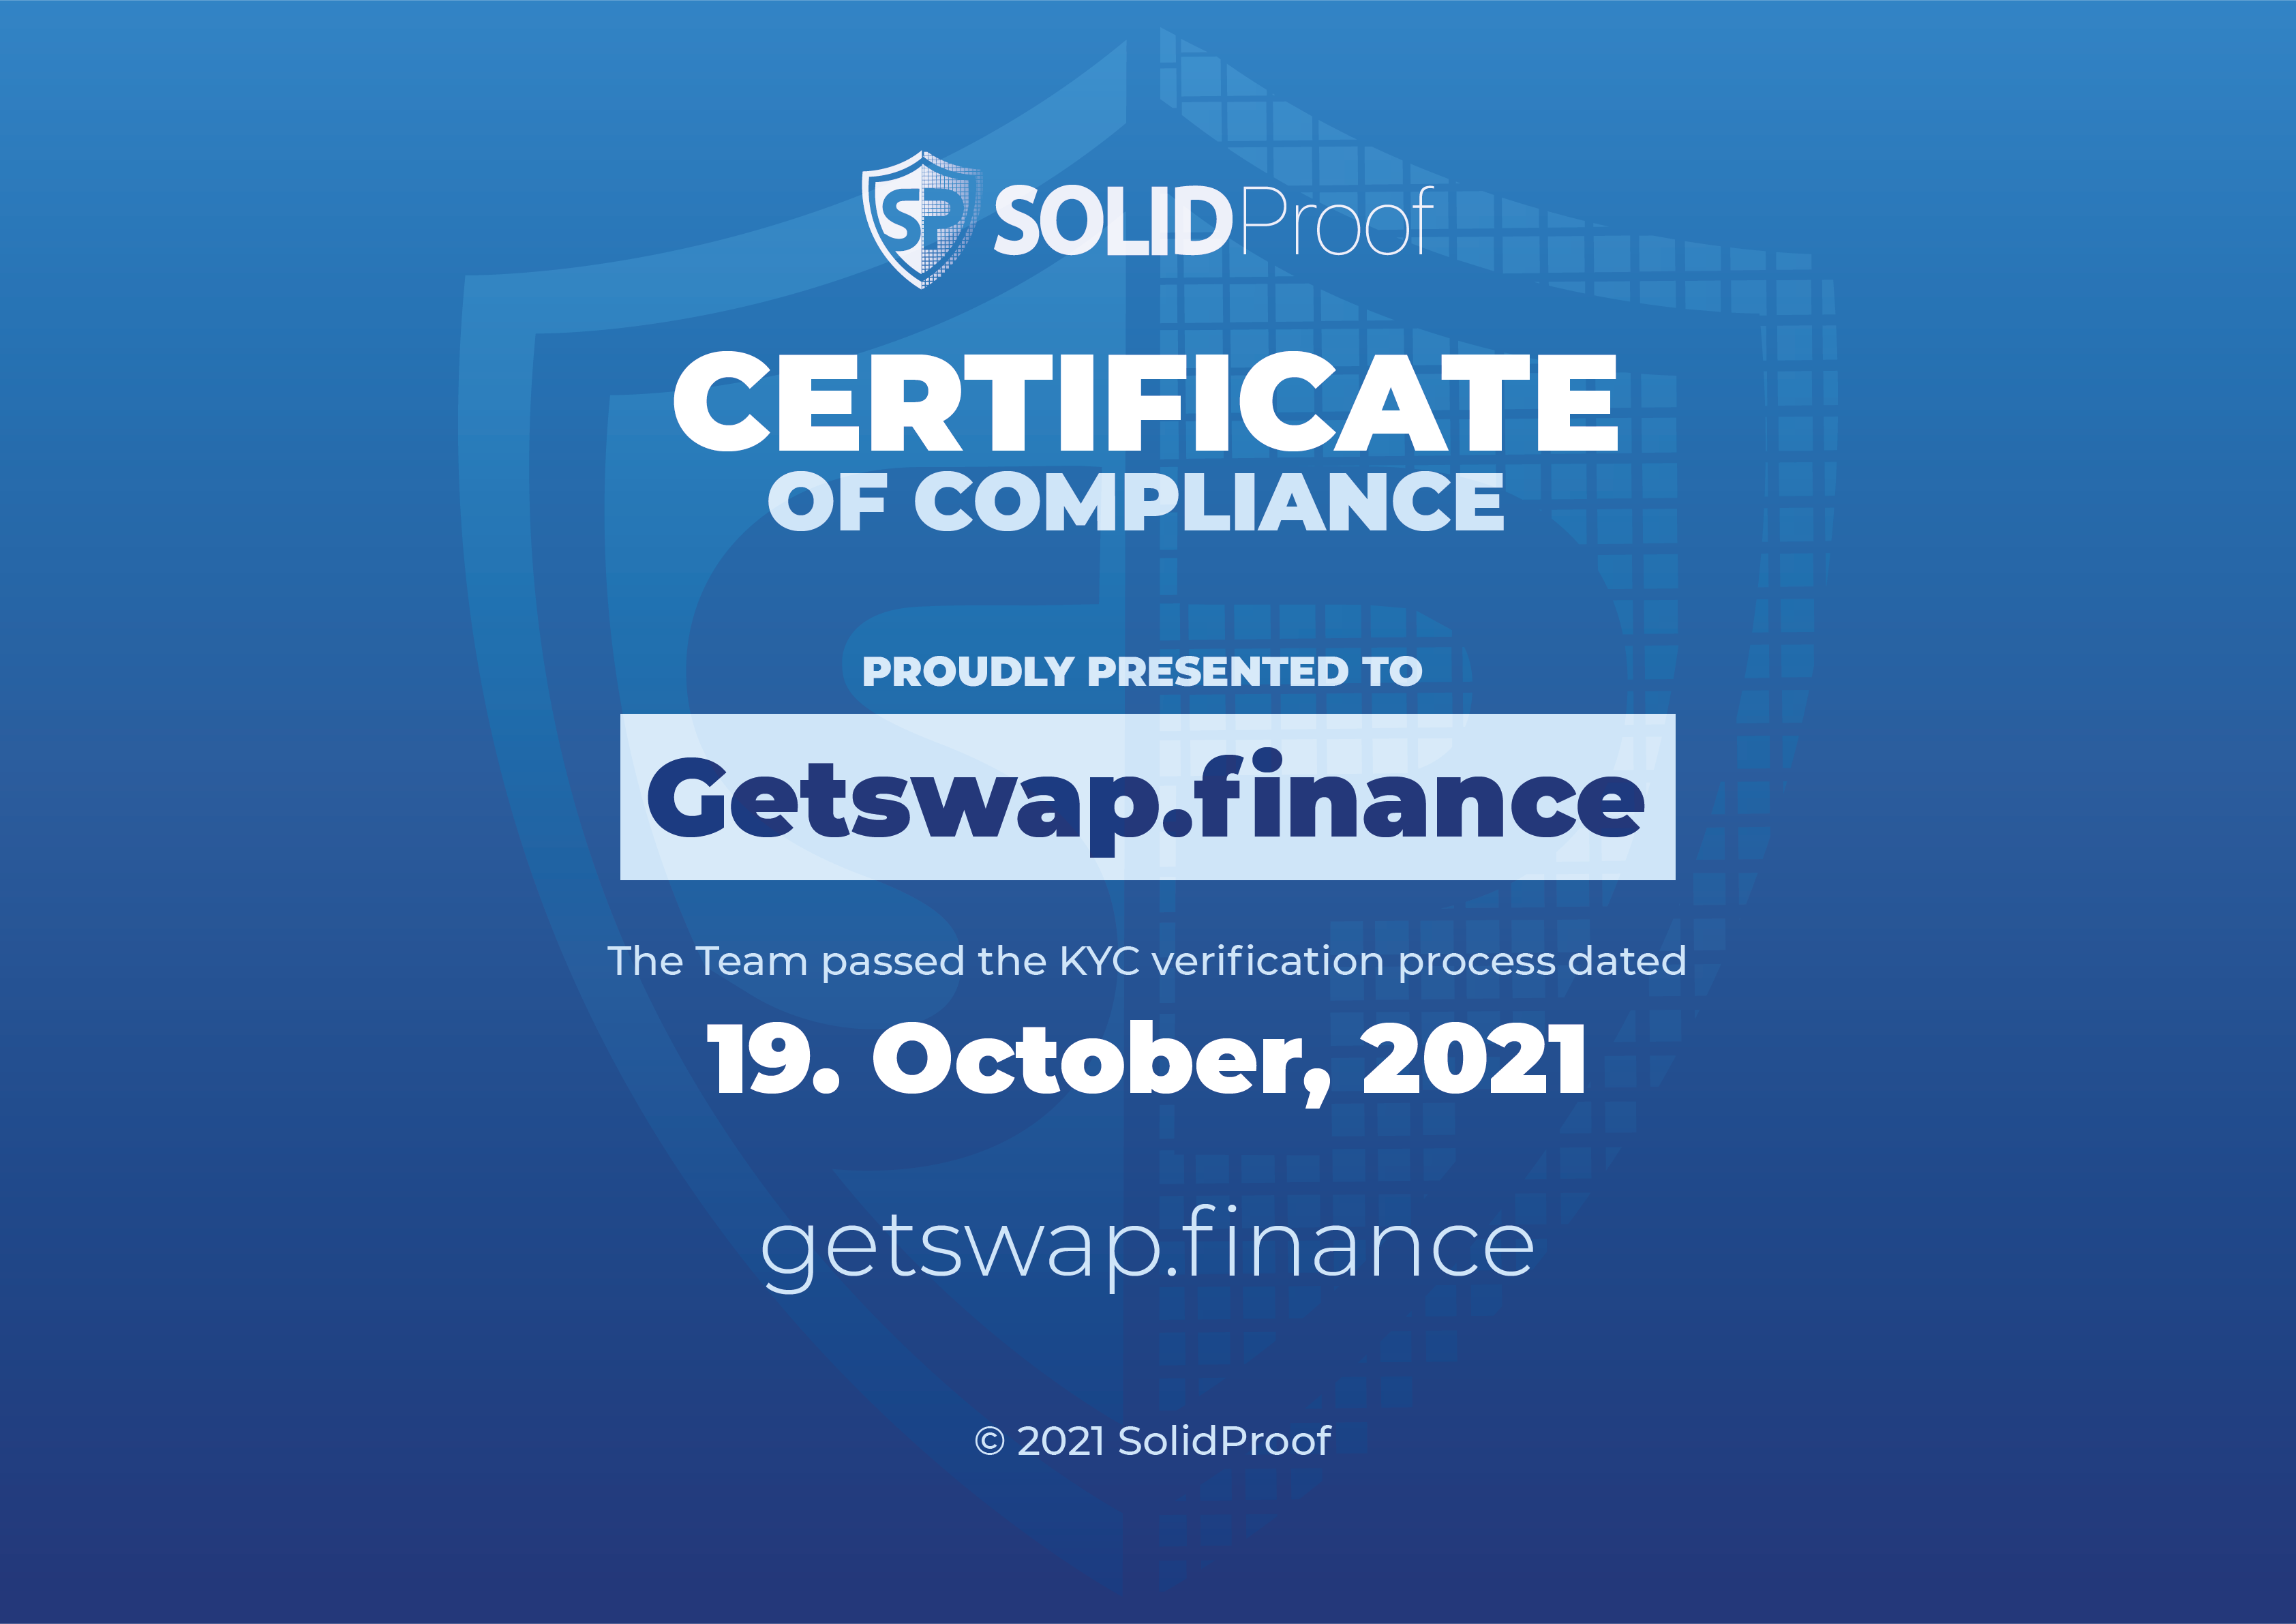 SP SOLIDProof
CERTIFICATE
OF COMPLIANCE
PROUDLY PRESENTED TO
Getswap.finance
The Team passed the KYC verification process dated
19. October, 2021
getswap.finance
© 2021 SolidProof